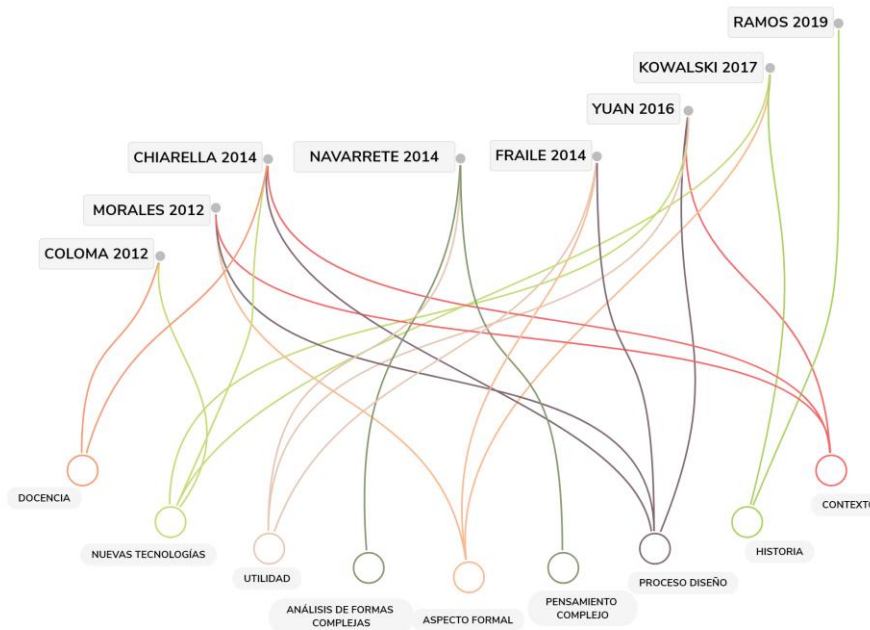 RAMOS 2019
KOWALSKI 2017
YUAN 2016
CHIARELLA 2014
NAVARRETE 2014
FRAILE 2014
MORALES 2012
COLOMA 2012
DOCENCIA
NUEVAS TECNOLOGÍAS
UTILIDAD
ANÁLISIS DE FORMAS
COMPLEJAS
ASPECTO FORMAL
PENSAMIENTO
COMPLEJO
PROCESO DISEÑO
HISTORIA
CONTEXTO